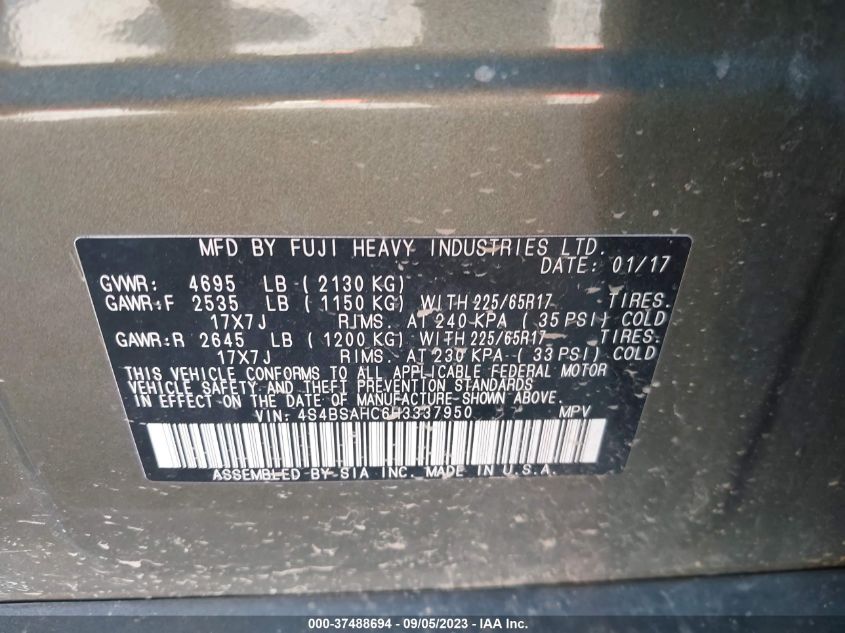 MFD BY FUJI HEAVY INDUSTRIES LTD.
DATE: 01/17
GVWR: 4695 LB ( 2130 KG)
GAWR:F 2535 LB ( 1150 KG) WITH 225/65R17 TIRES.
17X7J RIMS. AT 240 KPA ( 35 PSI) COLD
GAWR:R 2645 LB ( 1200 KG) WITH 225/65R17 TIRES:
17X7J RIMS. AT 230 KPA ( 33 PSI) COLD
THIS VEHICLE CONFORMS TO ALL APPLICABLE FEDERAL MOTOR
VEHICLE SAFETY AND THEFT PREVENTION STANDARDS
IN EFFECT ON THE DATE OF MANUFACTURE SHOWN ABOVE.
VIN: 4S4BSAHC6H3337950 MPV
ASSEMBLED BY SIA INC. MADE IN U.S.A.
000-37488694 - 09/05/2023 - IAA Inc.